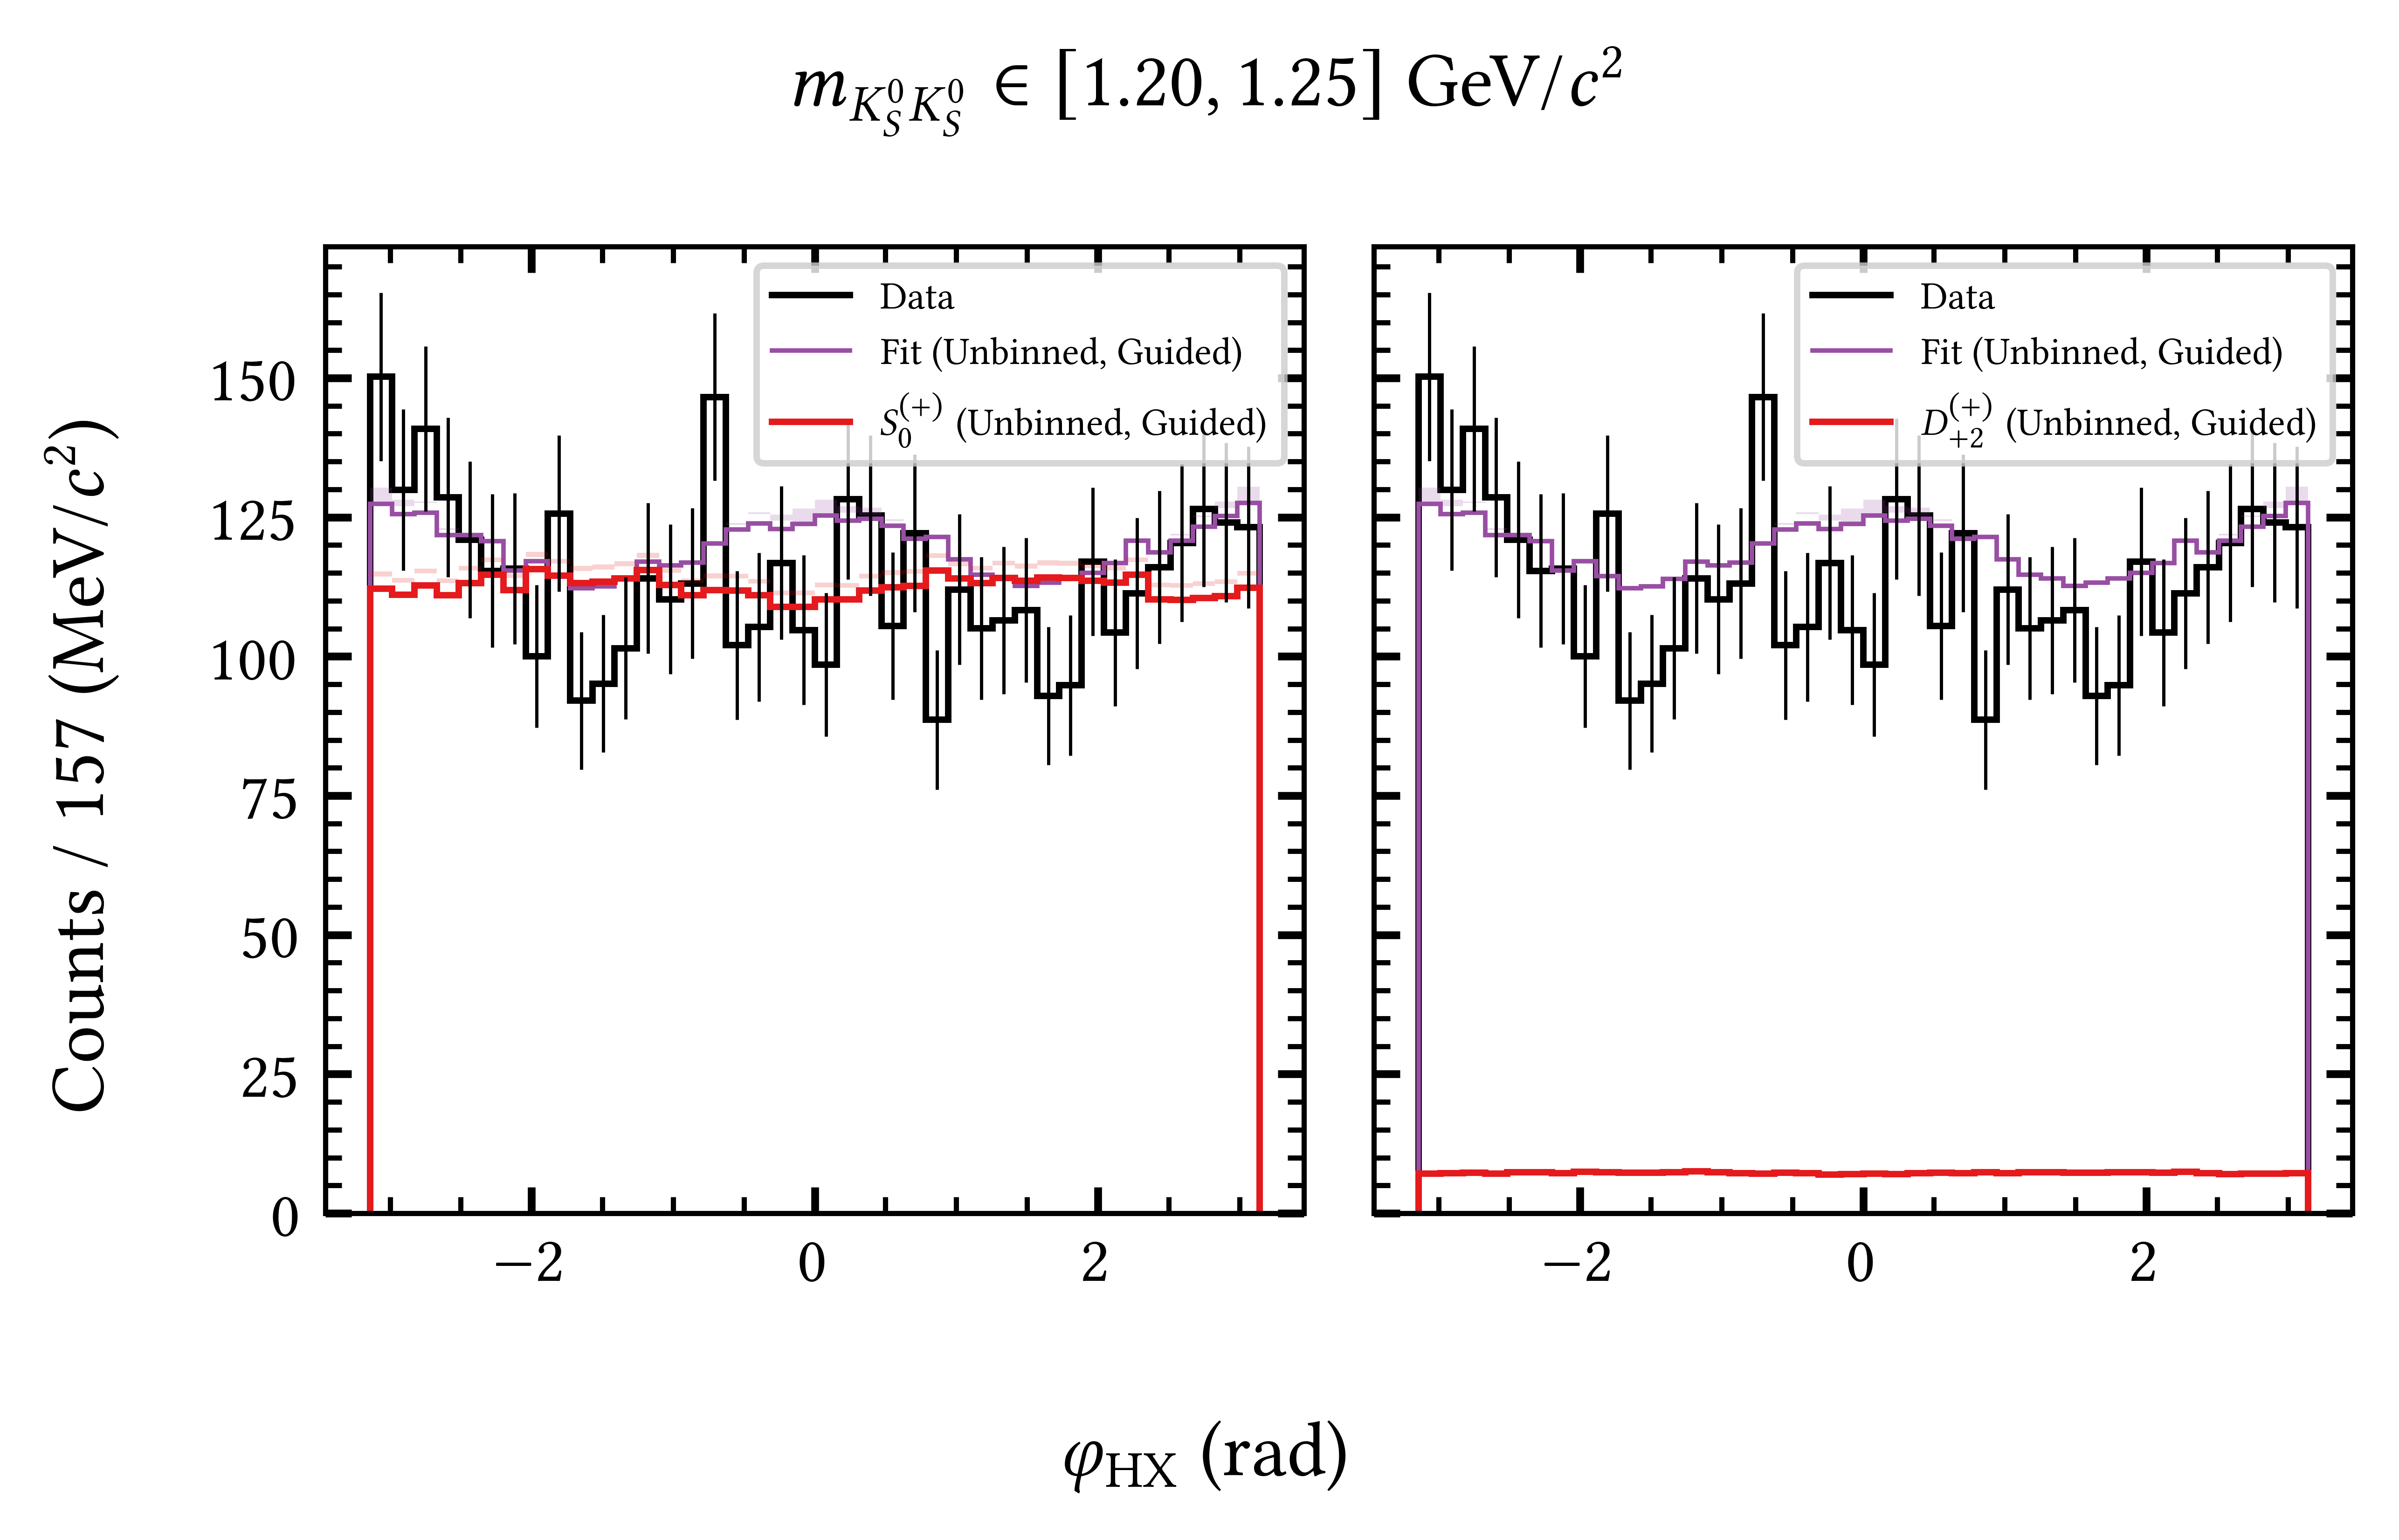 m_{K_S^0 K_S^0} ∈ [1.20, 1.25] GeV/c²
Counts / 157 (MeV/c²)
150
125
100
75
50
25
0
Data
Fit (Unbinned, Guided)
S_0^{(+)} (Unbinned, Guided)
−2
0
2
Data
Fit (Unbinned, Guided)
D_{+2}^{(+)} (Unbinned, Guided)
−2
0
2
φ_{HX} (rad)